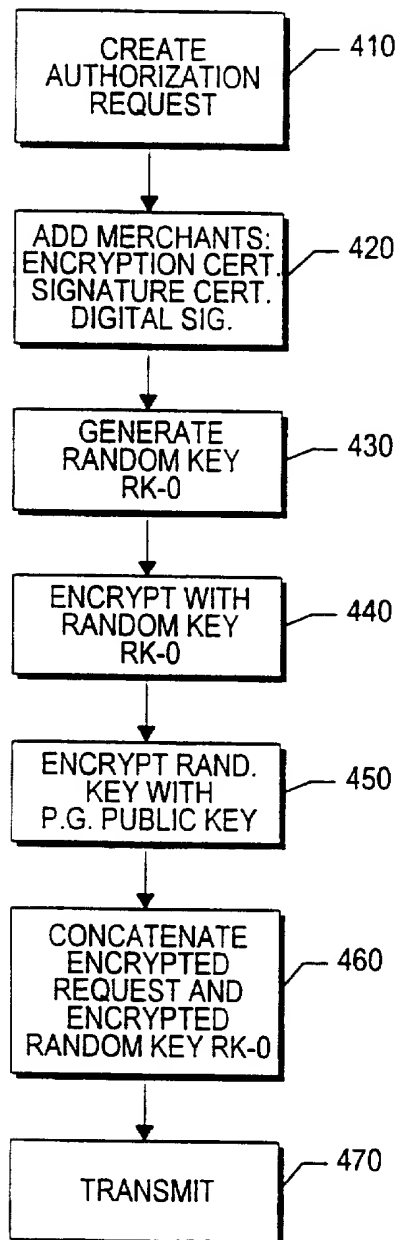 CREATE
AUTHORIZATION
REQUEST
410
ADD MERCHANTS:
ENCRYPTION CERT.
SIGNATURE CERT.
DIGITAL SIG.
420
GENERATE
RANDOM KEY
RK-0
430
ENCRYPT WITH
RANDOM KEY
RK-0
440
ENCRYPT RAND.
KEY WITH
P.G. PUBLIC KEY
450
CONCATENATE
ENCRYPTED
REQUEST AND
ENCRYPTED
RANDOM KEY RK-0
460
TRANSMIT
470